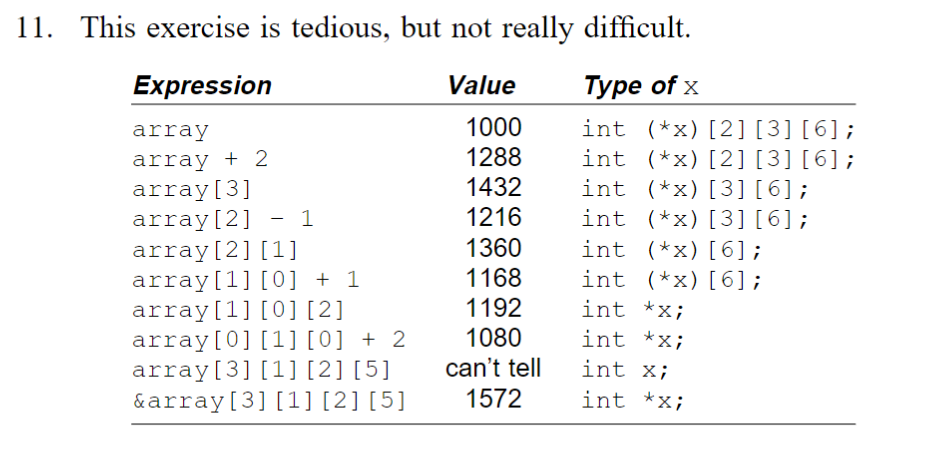 11. This exercise is tedious, but not really difficult.
Expression Value Type of x
array 1000 int (*x)[2][3][6];
array + 2 1288 int (*x)[2][3][6];
array[3] 1432 int (*x)[3][6];
array[2] - 1 1216 int (*x)[3][6];
array[2][1] 1360 int (*x)[6];
array[1][0] + 1 1168 int (*x)[6];
array[1][0][2] 1192 int *x;
array[0][1][0] + 2 1080 int *x;
array[3][1][2][5] can’t tell int x;
&array[3][1][2][5] 1572 int *x;